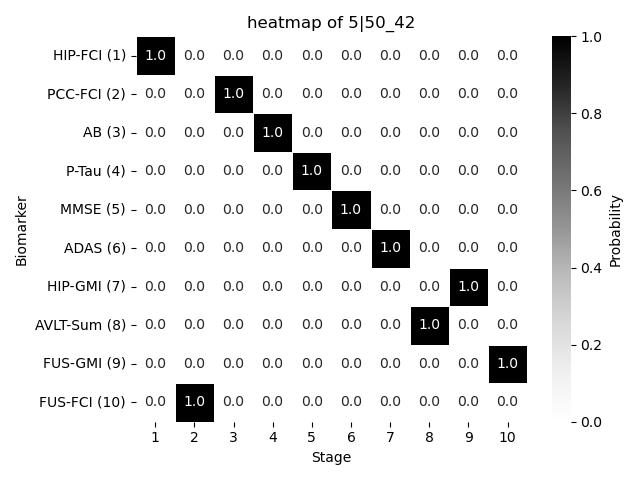 heatmap of 5|50_42
HIP-FCI (1) 1.0 0.0 0.0 0.0 0.0 0.0 0.0 0.0 0.0 0.0
PCC-FCI (2) 0.0 0.0 1.0 0.0 0.0 0.0 0.0 0.0 0.0 0.0
AB (3) 0.0 0.0 0.0 1.0 0.0 0.0 0.0 0.0 0.0 0.0
P-Tau (4) 0.0 0.0 0.0 0.0 1.0 0.0 0.0 0.0 0.0 0.0
MMSE (5) 0.0 0.0 0.0 0.0 0.0 1.0 0.0 0.0 0.0 0.0
ADAS (6) 0.0 0.0 0.0 0.0 0.0 0.0 1.0 0.0 0.0 0.0
HIP-GMI (7) 0.0 0.0 0.0 0.0 0.0 0.0 0.0 0.0 1.0 0.0
AVLT-Sum (8) 0.0 0.0 0.0 0.0 0.0 0.0 0.0 1.0 0.0 0.0
FUS-GMI (9) 0.0 0.0 0.0 0.0 0.0 0.0 0.0 0.0 0.0 1.0
FUS-FCI (10) 0.0 1.0 0.0 0.0 0.0 0.0 0.0 0.0 0.0 0.0
1 2 3 4 5 6 7 8 9 10
Stage
Biomarker
1.0
0.8
0.6
0.4
0.2
0.0
Probability